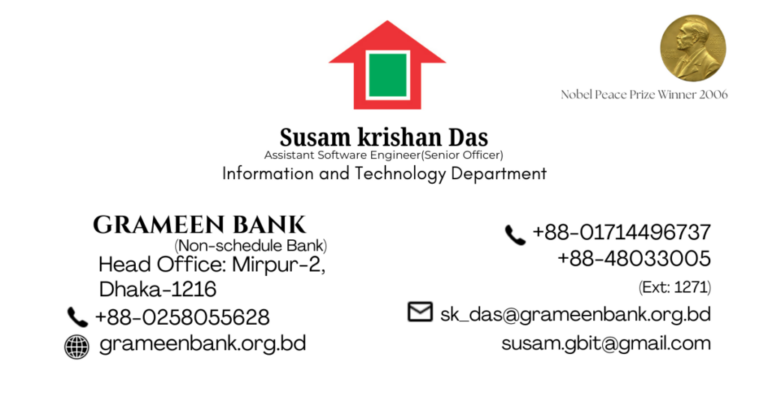 Nobel Peace Prize Winner 2006
Susam krishan Das
Assistant Software Engineer(Senior Officer)
Information and Technology Department
GRAMEEN BANK
(Non-schedule Bank)
Head Office: Mirpur-2,
Dhaka-1216
+88-0258055628
grameenbank.org.bd
+88-01714496737
+88-48033005
(Ext: 1271)
sk_das@grameenbank.org.bd
susam.gbit@gmail.com